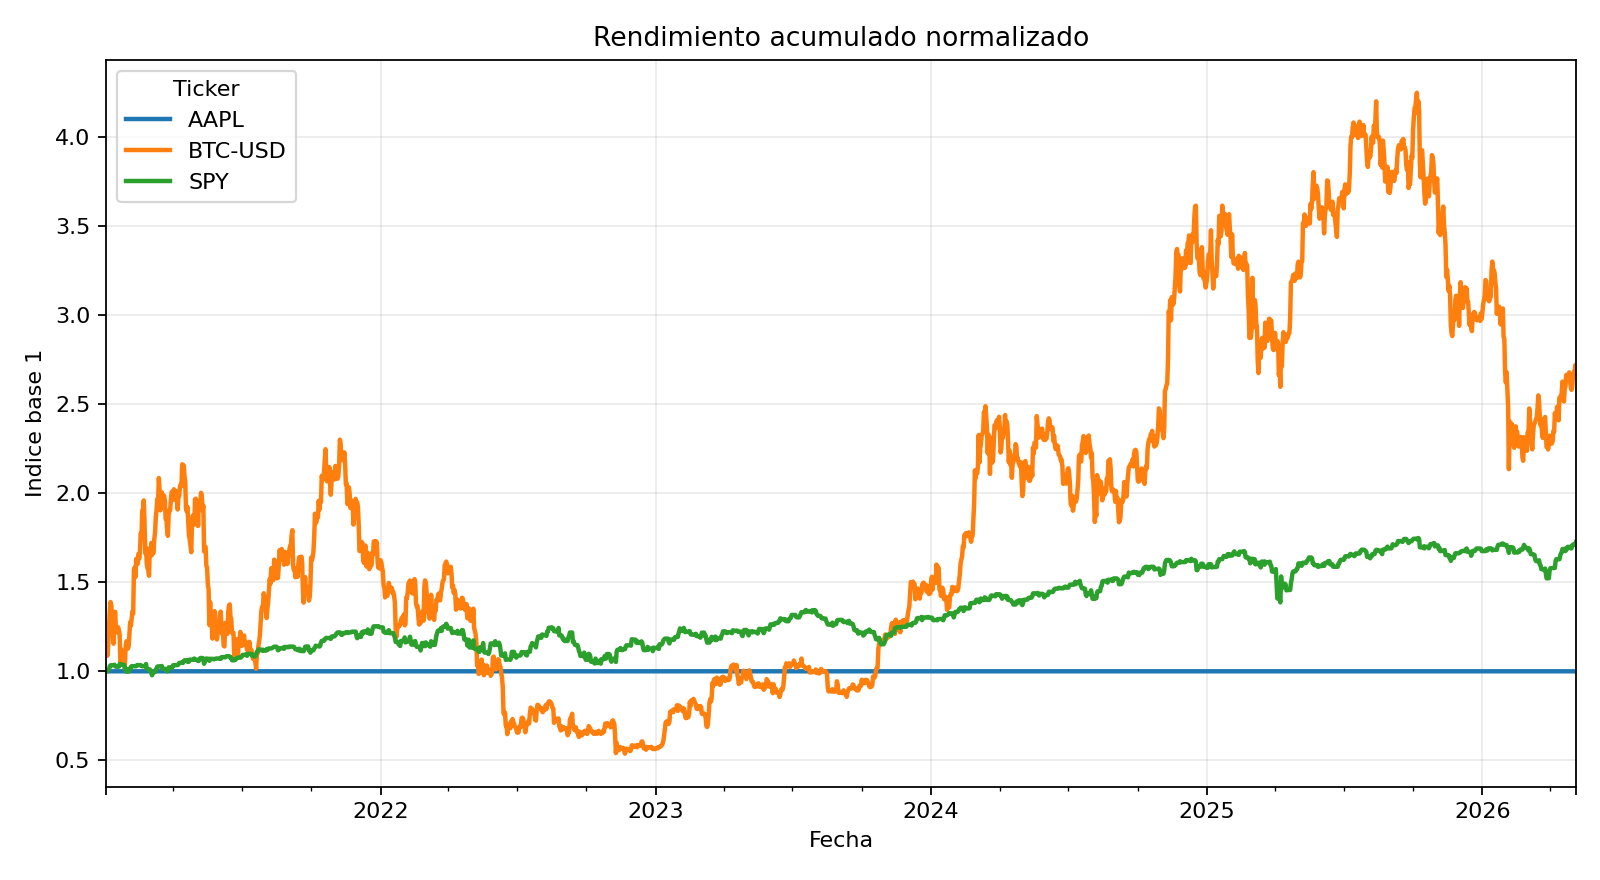 Rendimiento acumulado normalizado
Ticker
AAPL
BTC-USD
SPY
Indice base 1
4.0
3.5
3.0
2.5
2.0
1.5
1.0
0.5
2022 2023 2024 2025 2026
Fecha